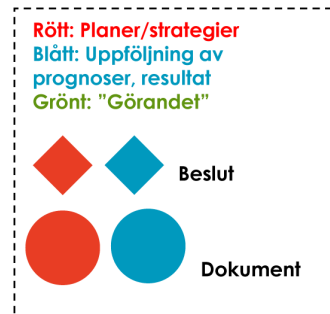 Rött: Planer/strategier
Blått: Uppföljning av
prognoser, resultat
Grönt: ”Görandet”
Beslut
Dokument